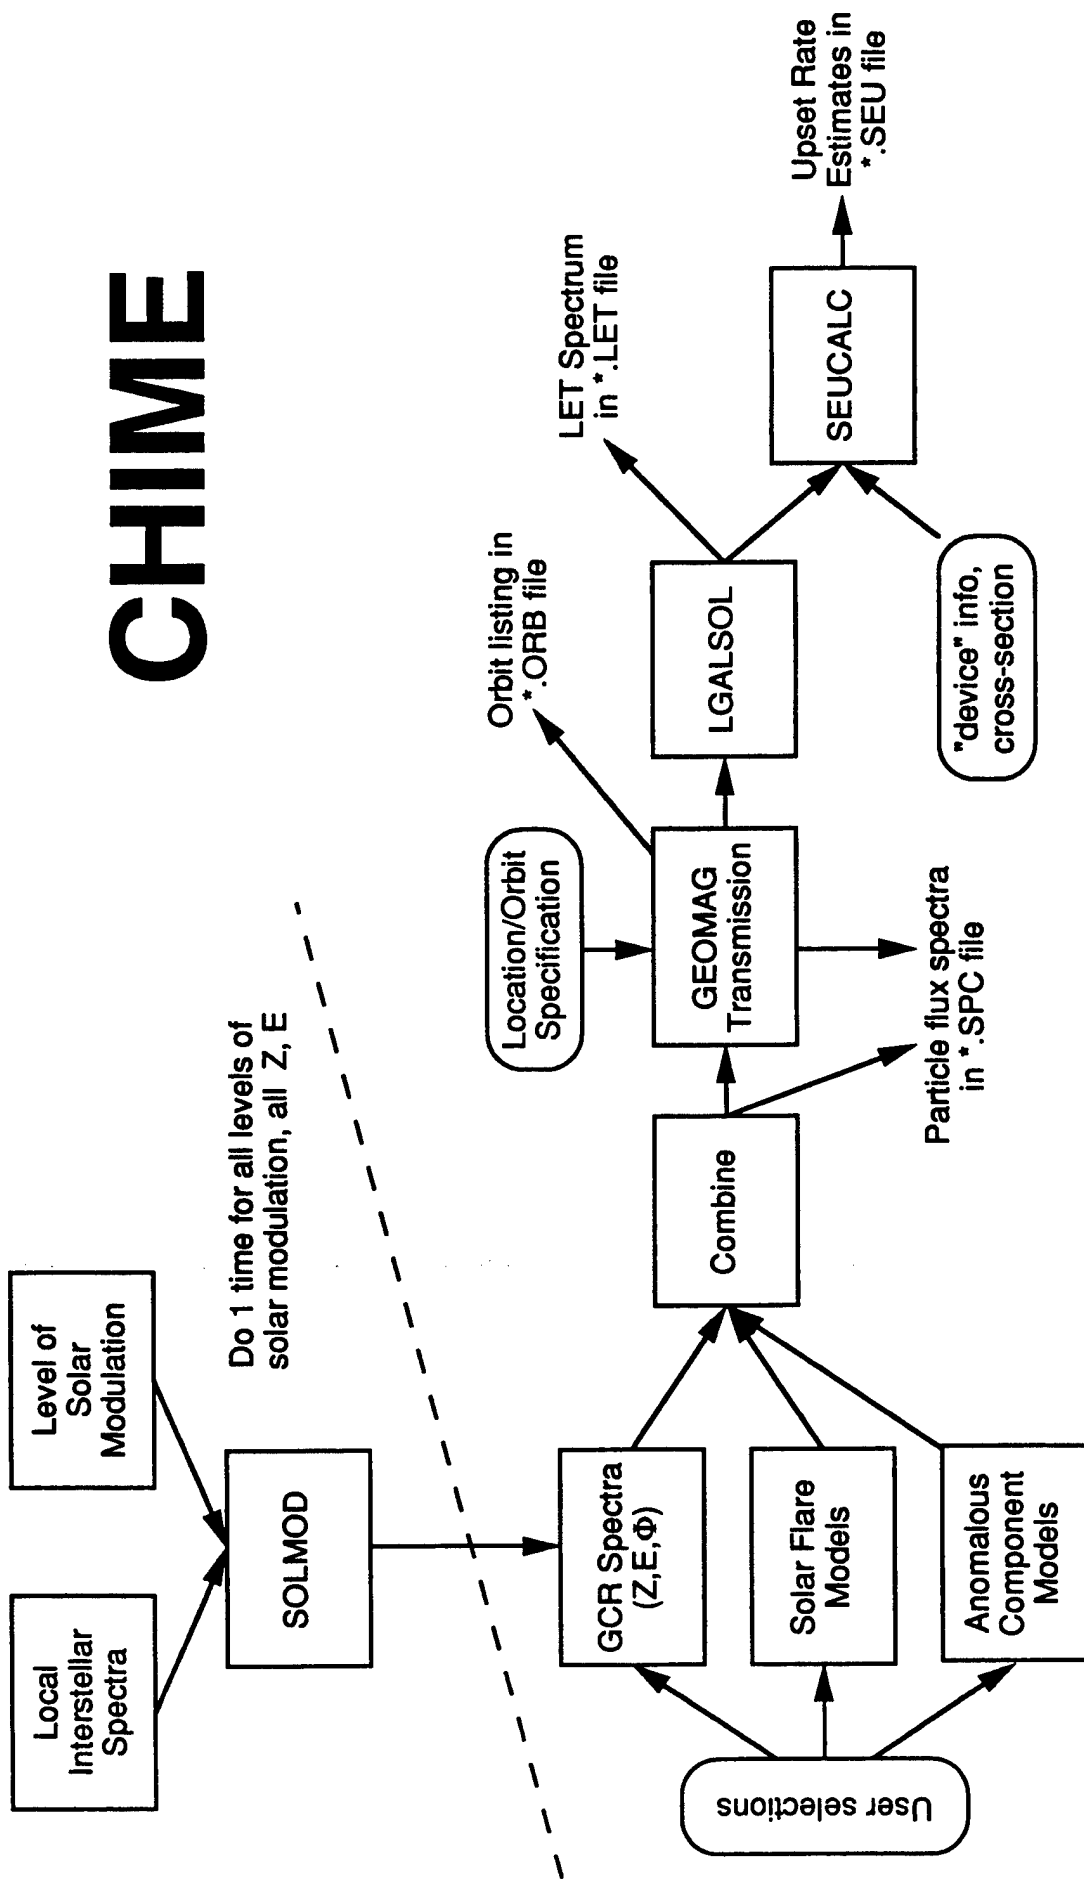 CHIME
Local
Interstellar
Spectra
Level of
Solar
Modulation
SOLMOD
Do 1 time for all levels of
solar modulation, all Z, E
User selections
GCR Spectra
(Z,E,Φ)
Solar Flare
Models
Anomalous
Component
Models
Combine
Particle flux spectra
in *.SPC file
Location/Orbit
Specification
GEOMAG
Transmission
Orbit listing in
*.ORB file
LGALSOL
LET Spectrum
in *.LET file
"device" info,
cross-section
SEUCALC
Upset Rate
Estimates in
*.SEU file